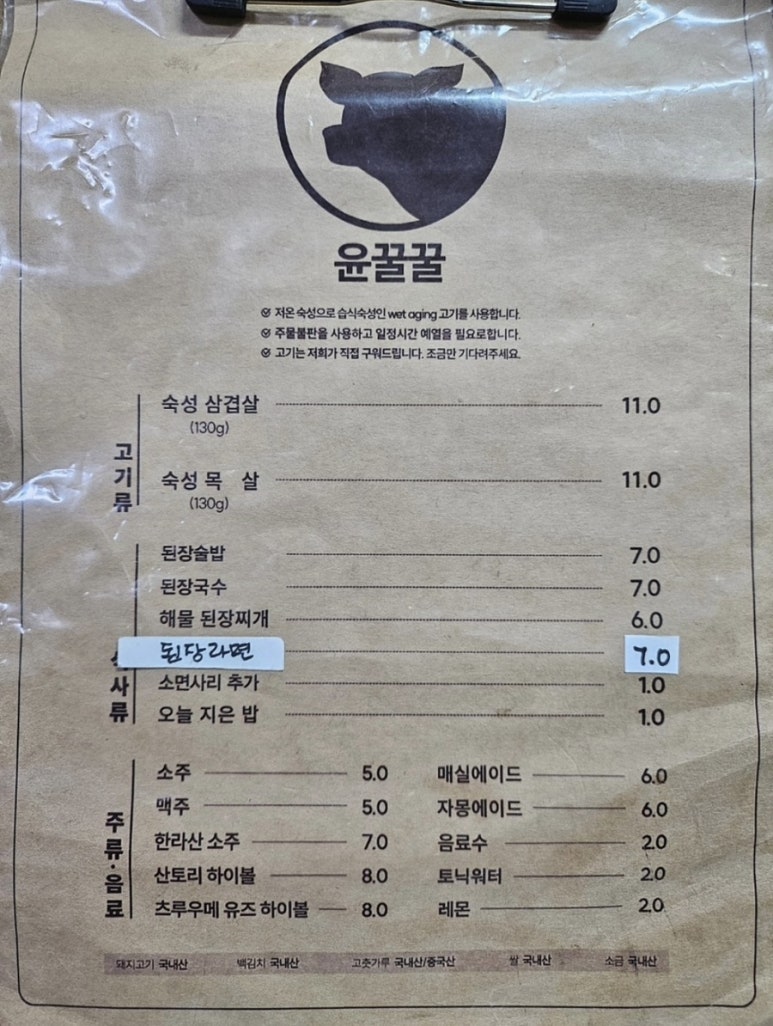 윤꿀꿀
저온 숙성으로 습식숙성인 wet aging 고기를 사용합니다.
주물불판을 사용하고 일정시간 예열을 필요로합니다.
고기는 저희가 직접 구워드립니다. 조금만 기다려주세요.
고기류
숙성 삼겹살 11.0
(130g)
숙성 목 살 11.0
(130g)
식사류
된장술밥 7.0
된장국수 7.0
해물 된장찌개 6.0
된장라면 7.0
소면사리 추가 1.0
오늘 지은 밥 1.0
주류·음료
소주 5.0 매실에이드 6.0
맥주 5.0 자몽에이드 6.0
한라산 소주 7.0 음료수 2.0
산토리 하이볼 8.0 토닉워터 2.0
츠루우메 유즈 하이볼 8.0 레몬 2.0
돼지고기 국내산 백김치 국내산 고춧가루 국내산/중국산 쌀 국내산 소금 국내산